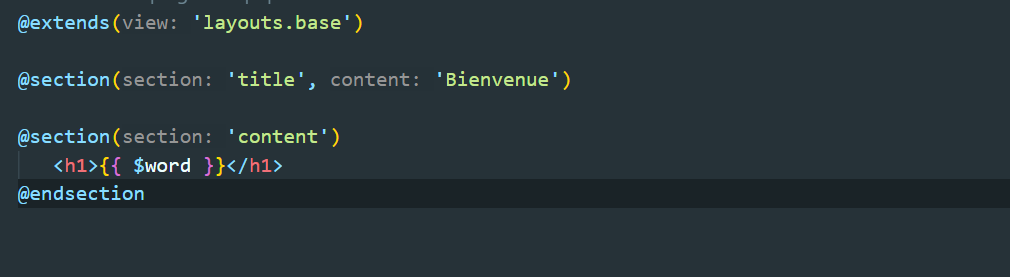 @extends(view: 'layouts.base')
@section(section: 'title', content: 'Bienvenue')
@section(section: 'content')
<h1>{{ $word }}</h1>
@endsection